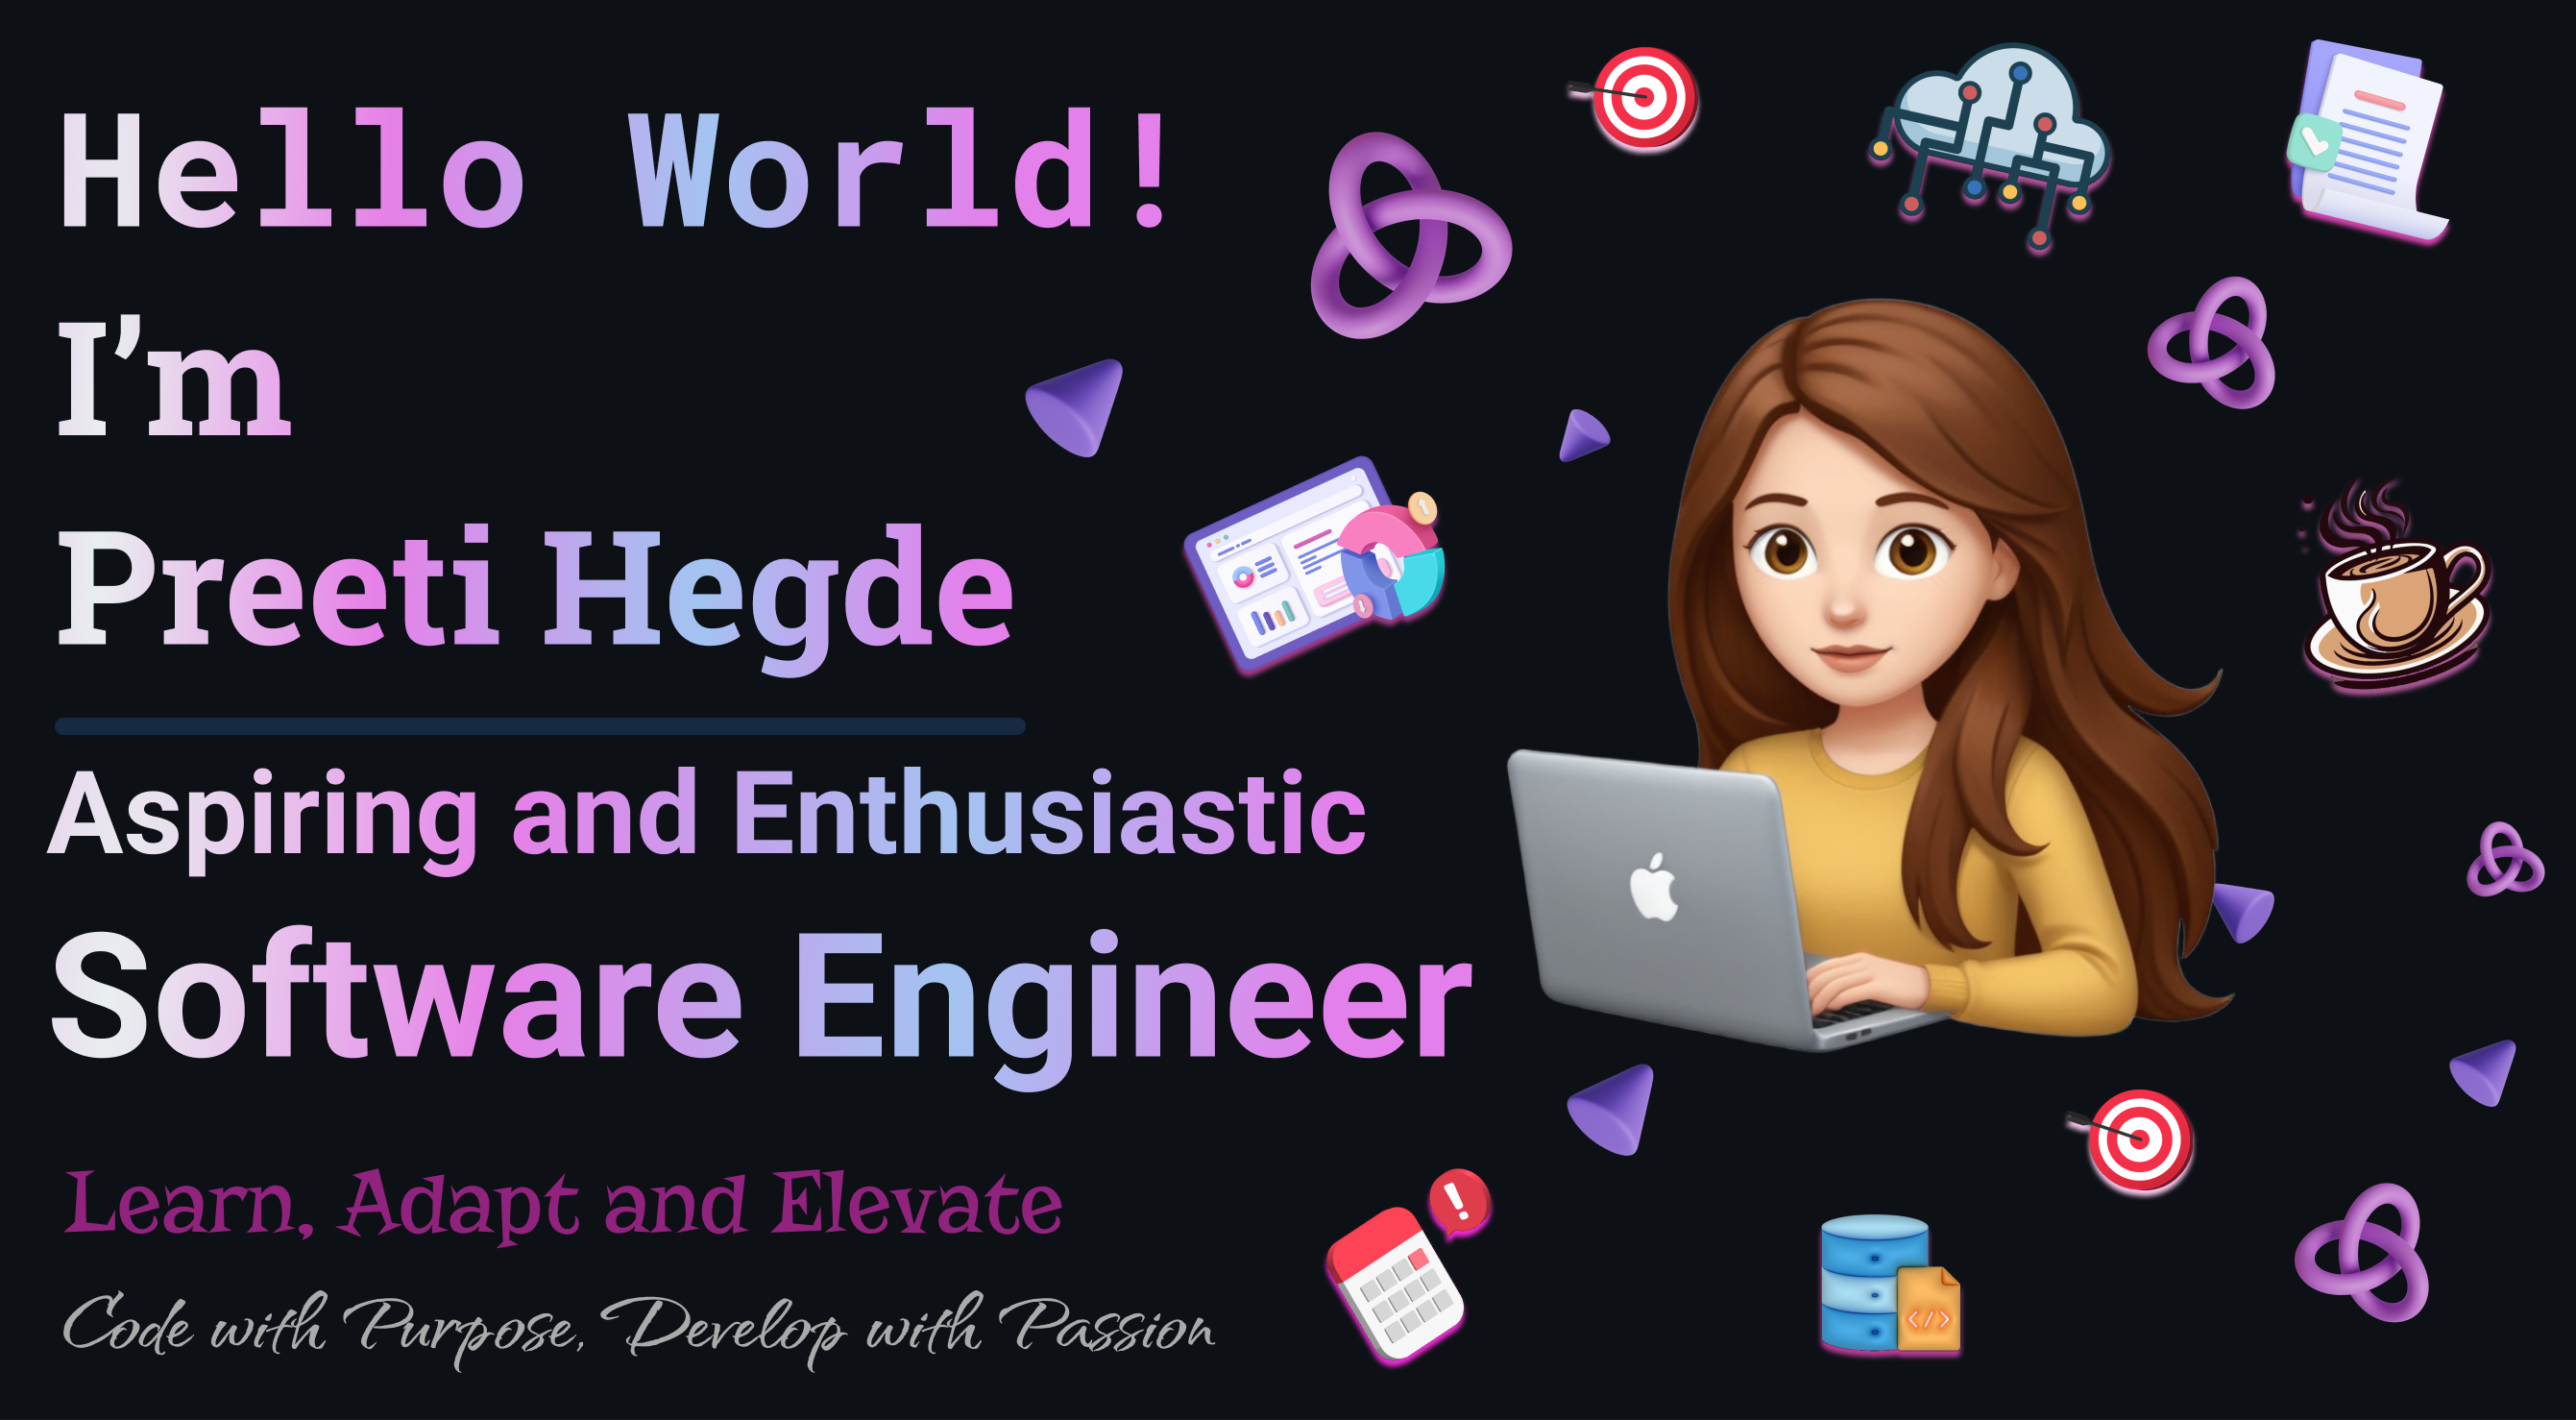 Hello World!
I’m
Preeti Hegde
Aspiring and Enthusiastic
Software Engineer
Learn, Adapt and Elevate
Code with Purpose, Develop with Passion
!
</>